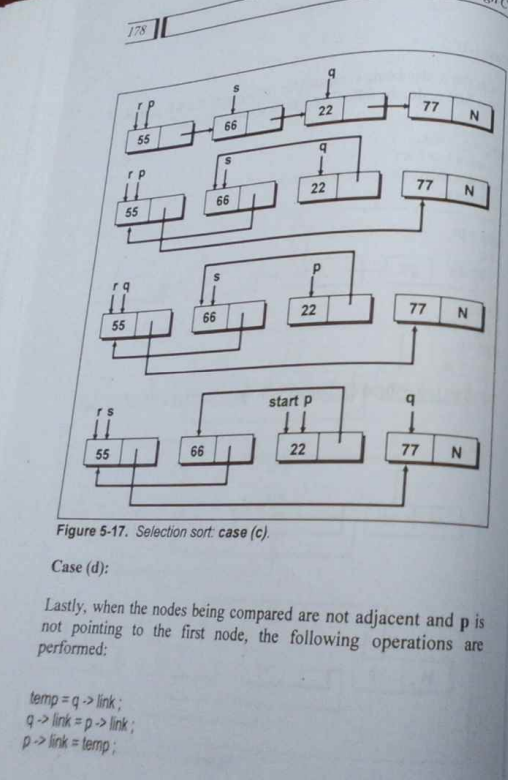 178
r p
s
q
55
66
22
77 N
r p
s
q
55
66
22
77 N
r q
s
p
55
66
22
77 N
r s
start p
q
55
66
22
77 N
Figure 5-17. Selection sort: case (c).
Case (d):
Lastly, when the nodes being compared are not adjacent and p is
not pointing to the first node, the following operations are
performed:
temp = q -> link ;
q -> link = p -> link ;
p -> link = temp ;